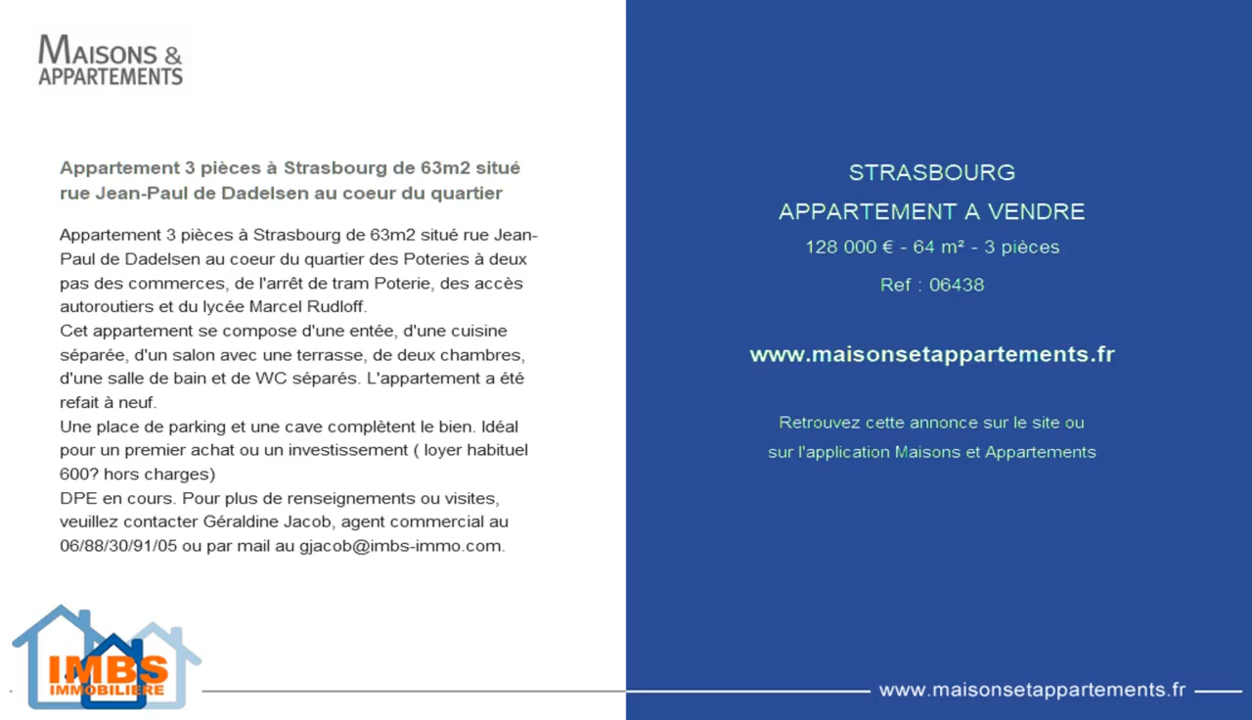 MAISONS &
APPARTEMENTS
Appartement 3 pièces à Strasbourg de 63m2 situé
rue Jean-Paul de Dadelsen au coeur du quartier
Appartement 3 pièces à Strasbourg de 63m2 situé rue Jean-
Paul de Dadelsen au coeur du quartier des Poteries à deux
pas des commerces, de l'arrêt de tram Poterie, des accès
autoroutiers et du lycée Marcel Rudloff.
Cet appartement se compose d'une entée, d'une cuisine
séparée, d'un salon avec une terrasse, de deux chambres,
d'une salle de bain et de WC séparés. L'appartement a été
refait à neuf.
Une place de parking et une cave complètent le bien. Idéal
pour un premier achat ou un investissement ( loyer habituel
600? hors charges)
DPE en cours. Pour plus de renseignements ou visites,
veuillez contacter Géraldine Jacob, agent commercial au
06/88/30/91/05 ou par mail au gjacob@imbs-immo.com.
IMBS
IMMOBILIERE
STRASBOURG
APPARTEMENT A VENDRE
128 000 € - 64 m² - 3 pièces
Ref : 06438
www.maisonsetappartements.fr
Retrouvez cette annonce sur le site ou
sur l'application Maisons et Appartements
www.maisonsetappartements.fr